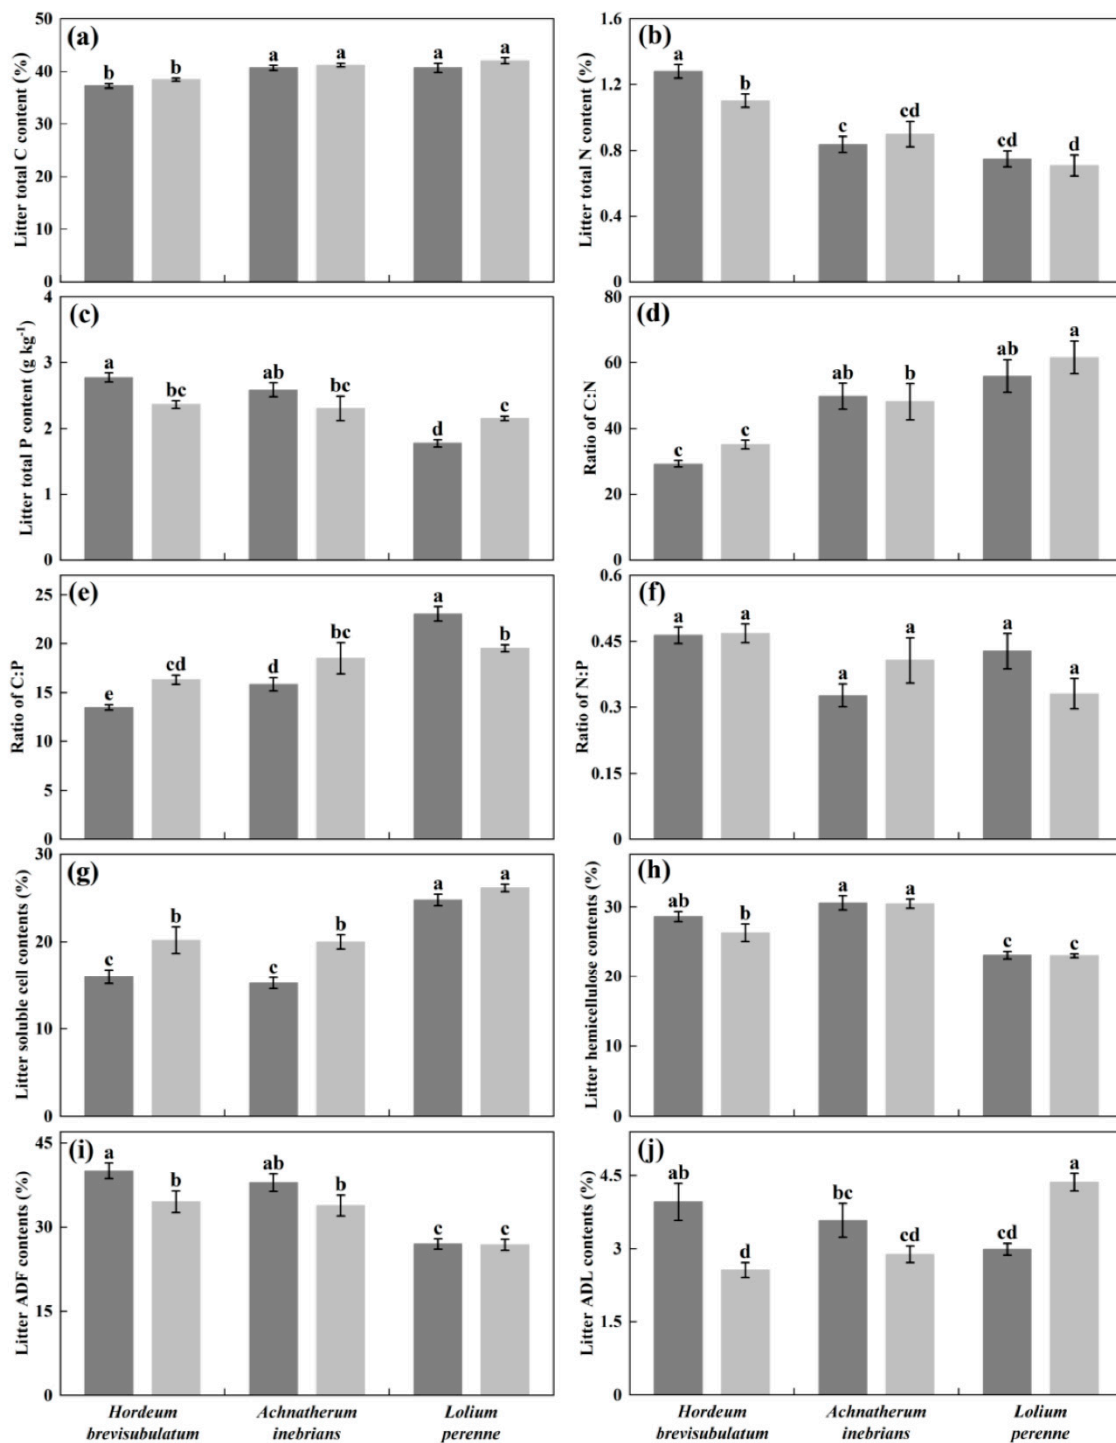 (a)
Litter total C content (%)
50
40
30
20
10
0
b
b
a
a
a
a
(b)
Litter total N content (%)
1.6
1.2
0.8
0.4
0
a
b
c
cd
cd
d
(c)
Litter total P content (g kg⁻¹)
4
3
2
1
0
a
bc
ab
bc
d
c
(d)
Ratio of C:N
80
60
40
20
0
c
c
ab
b
ab
a
(e)
Ratio of C:P
25
20
15
10
5
0
e
cd
d
bc
a
b
(f)
Ratio of N:P
0.6
0.45
0.3
0.15
0
a
a
a
a
a
a
(g)
Litter soluble cell contents (%)
30
20
10
0
c
b
c
b
a
a
(h)
Litter hemicellulose contents (%)
30
20
10
0
ab
b
a
a
c
c
(i)
Litter ADF contents (%)
45
30
15
0
a
b
ab
b
c
c
(j)
Litter ADL contents (%)
4.5
3
1.5
0
ab
d
bc
cd
cd
a
Hordeum
brevisubulatum
Achnatherum
inebrians
Lolium
perenne
Hordeum
brevisubulatum
Achnatherum
inebrians
Lolium
perenne